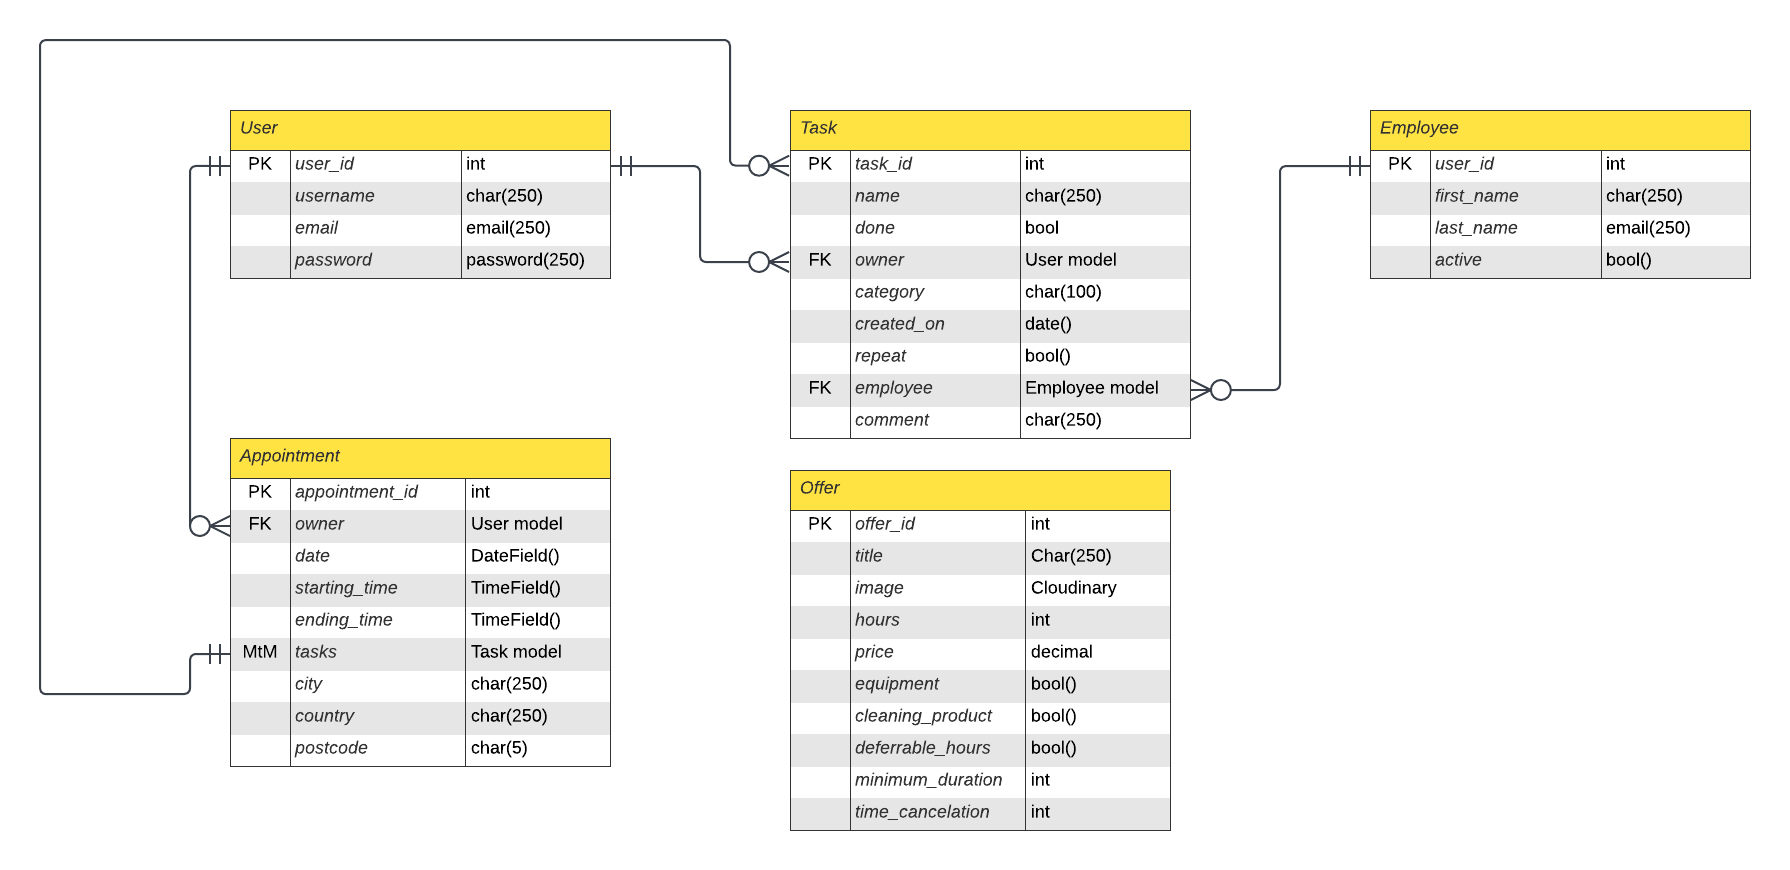 User
PK user_id int
username char(250)
email email(250)
password password(250)
Task
PK task_id int
name char(250)
done bool
FK owner User model
category char(100)
created_on date()
repeat bool()
FK employee Employee model
comment char(250)
Employee
PK user_id int
first_name char(250)
last_name email(250)
active bool()
Appointment
PK appointment_id int
FK owner User model
date DateField()
starting_time TimeField()
ending_time TimeField()
MtM tasks Task model
city char(250)
country char(250)
postcode char(5)
Offer
PK offer_id int
title Char(250)
image Cloudinary
hours int
price decimal
equipment bool()
cleaning_product bool()
deferrable_hours bool()
minimum_duration int
time_cancelation int